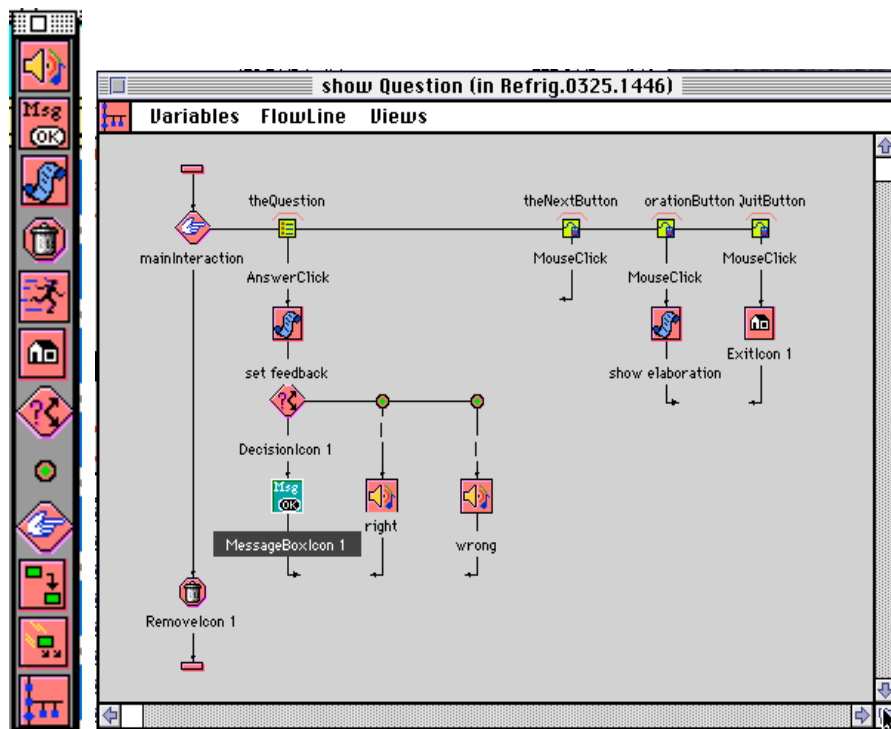 Msg
OK
show Question (in Refrig.0325.1446)
Variables FlowLine Views
theQuestion theNextButton orationButton QuitButton
mainInteraction
AnswerClick MouseClick MouseClick MouseClick
set feedback show elaboration ExitIcon 1
DecisionIcon 1
Msg
OK
right wrong
MessageBoxIcon 1
RemoveIcon 1